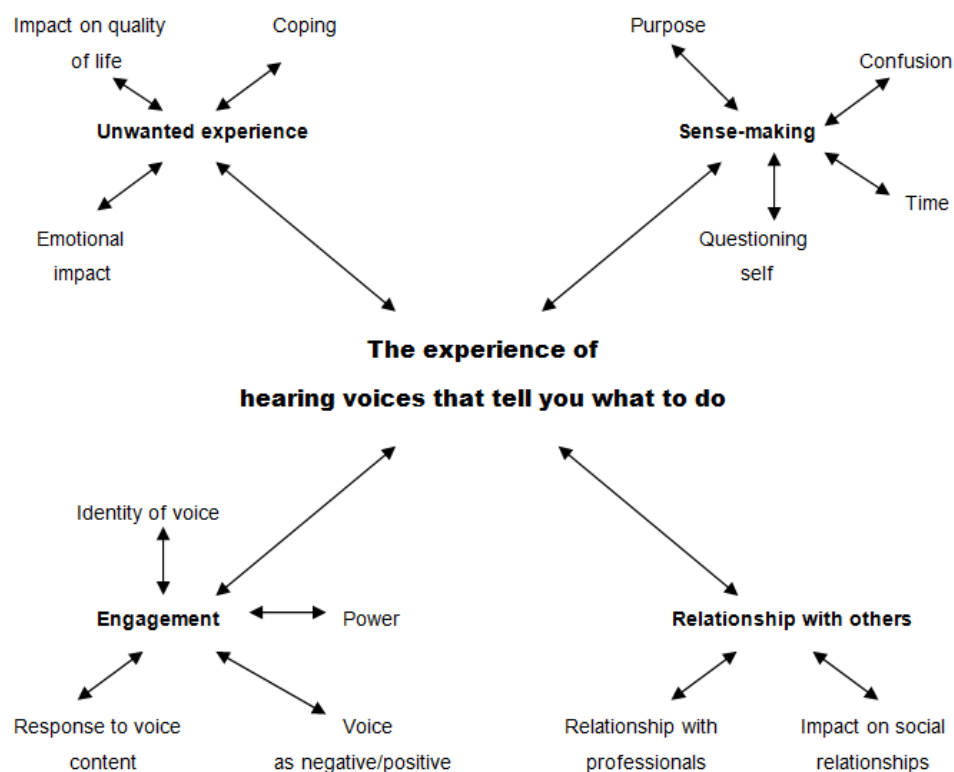 Impact on quality
of life
Coping
Unwanted experience
Emotional
impact
Purpose
Confusion
Sense-making
Time
Questioning
self
The experience of
hearing voices that tell you what to do
Identity of voice
Engagement
Power
Response to voice
content
Voice
as negative/positive
Relationship with others
Relationship with
professionals
Impact on social
relationships